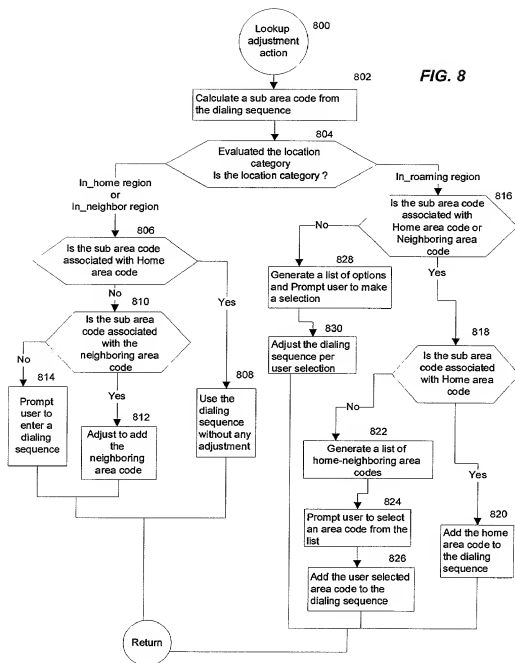 Lookup
adjustment
action
800
802
FIG. 8
Calculate a sub area code from
the dialing sequence
804
Evaluated the location
category
Is the location category ?
In_home region
or
in_neighbor region
In_roaming region
806
Is the sub area code
associated with Home
area code
816
Is the sub area code
associated with
Home area code or
Neighboring area
code
No
828
Generate a list of options
and Prompt user to make
a selection
Yes
No
810
Is the sub area
code associated
with the
neighboring area
code
Yes
830
Adjust the dialing
sequence per
user selection
818
Is the sub area
code associated
with Home area code
No
814
Prompt
user to
enter a
dialing
sequence
Yes
812
Adjust to add
the
neighboring
area code
808
Use the
dialing
sequence
without any
adjustment
No
822
Generate a list of
home-neighboring area
codes
824
Prompt user to select
an area code from the
list
826
Add the user selected
area code to the
dialing sequence
Yes
820
Add the home
area code to
the dialing
sequence
Return